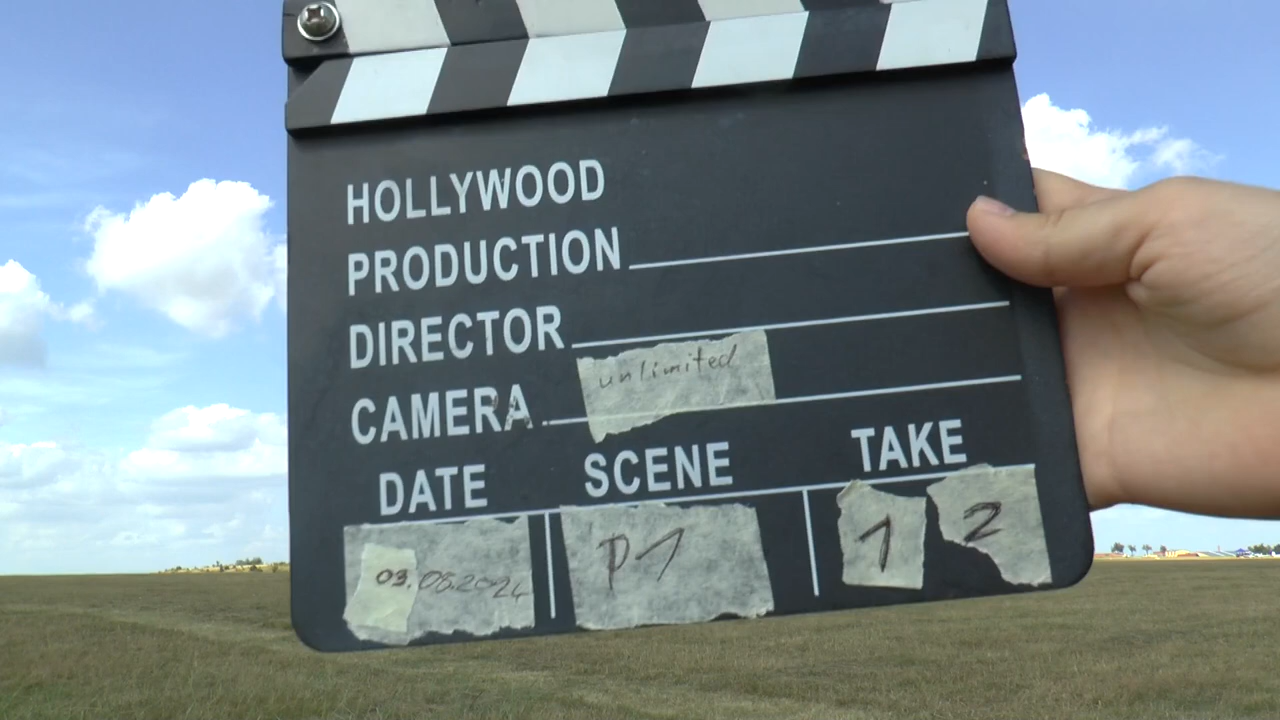 HOLLYWOOD
PRODUCTION
DIRECTOR
unlimited
CAMERA
DATE SCENE TAKE
03.08.2024 P1 1 2